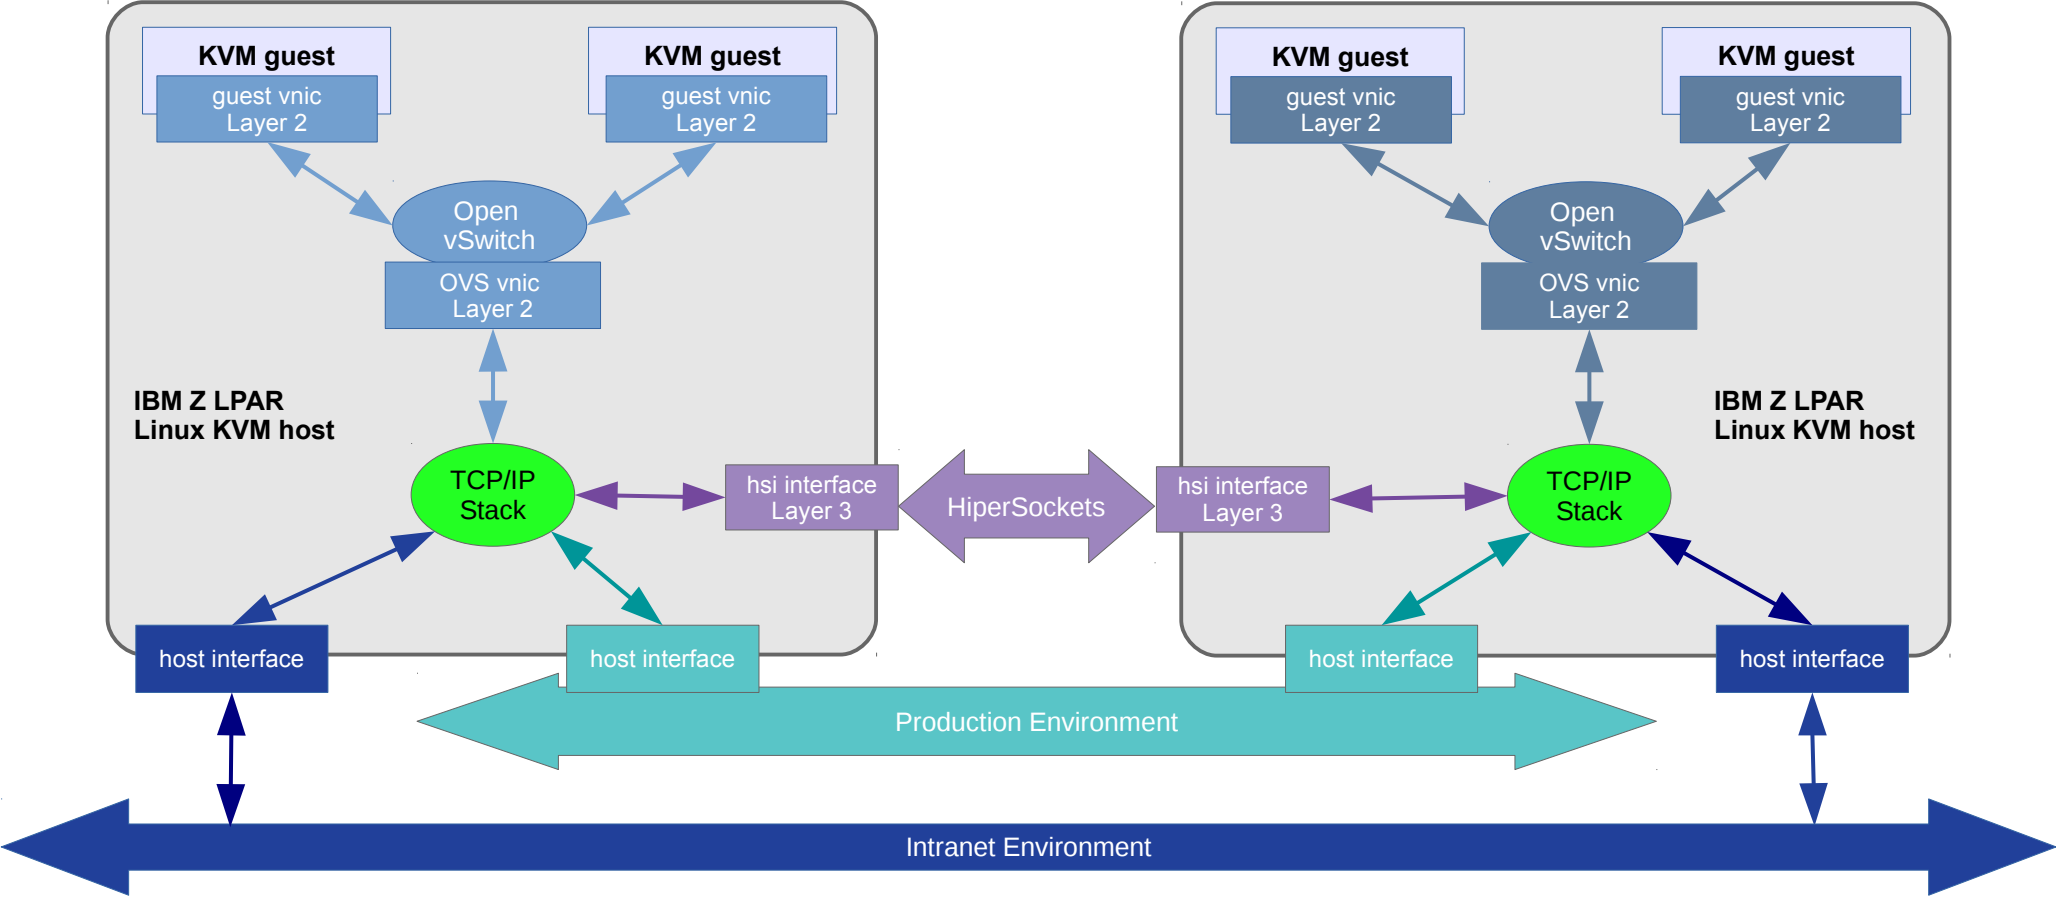 KVM guest
guest vnic
Layer 2
KVM guest
guest vnic
Layer 2
Open
vSwitch
OVS vnic
Layer 2
IBM Z LPAR
Linux KVM host
TCP/IP
Stack
hsi interface
Layer 3
host interface
host interface
HiperSockets
KVM guest
guest vnic
Layer 2
KVM guest
guest vnic
Layer 2
Open
vSwitch
OVS vnic
Layer 2
IBM Z LPAR
Linux KVM host
hsi interface
Layer 3
TCP/IP
Stack
host interface
host interface
Production Environment
Intranet Environment